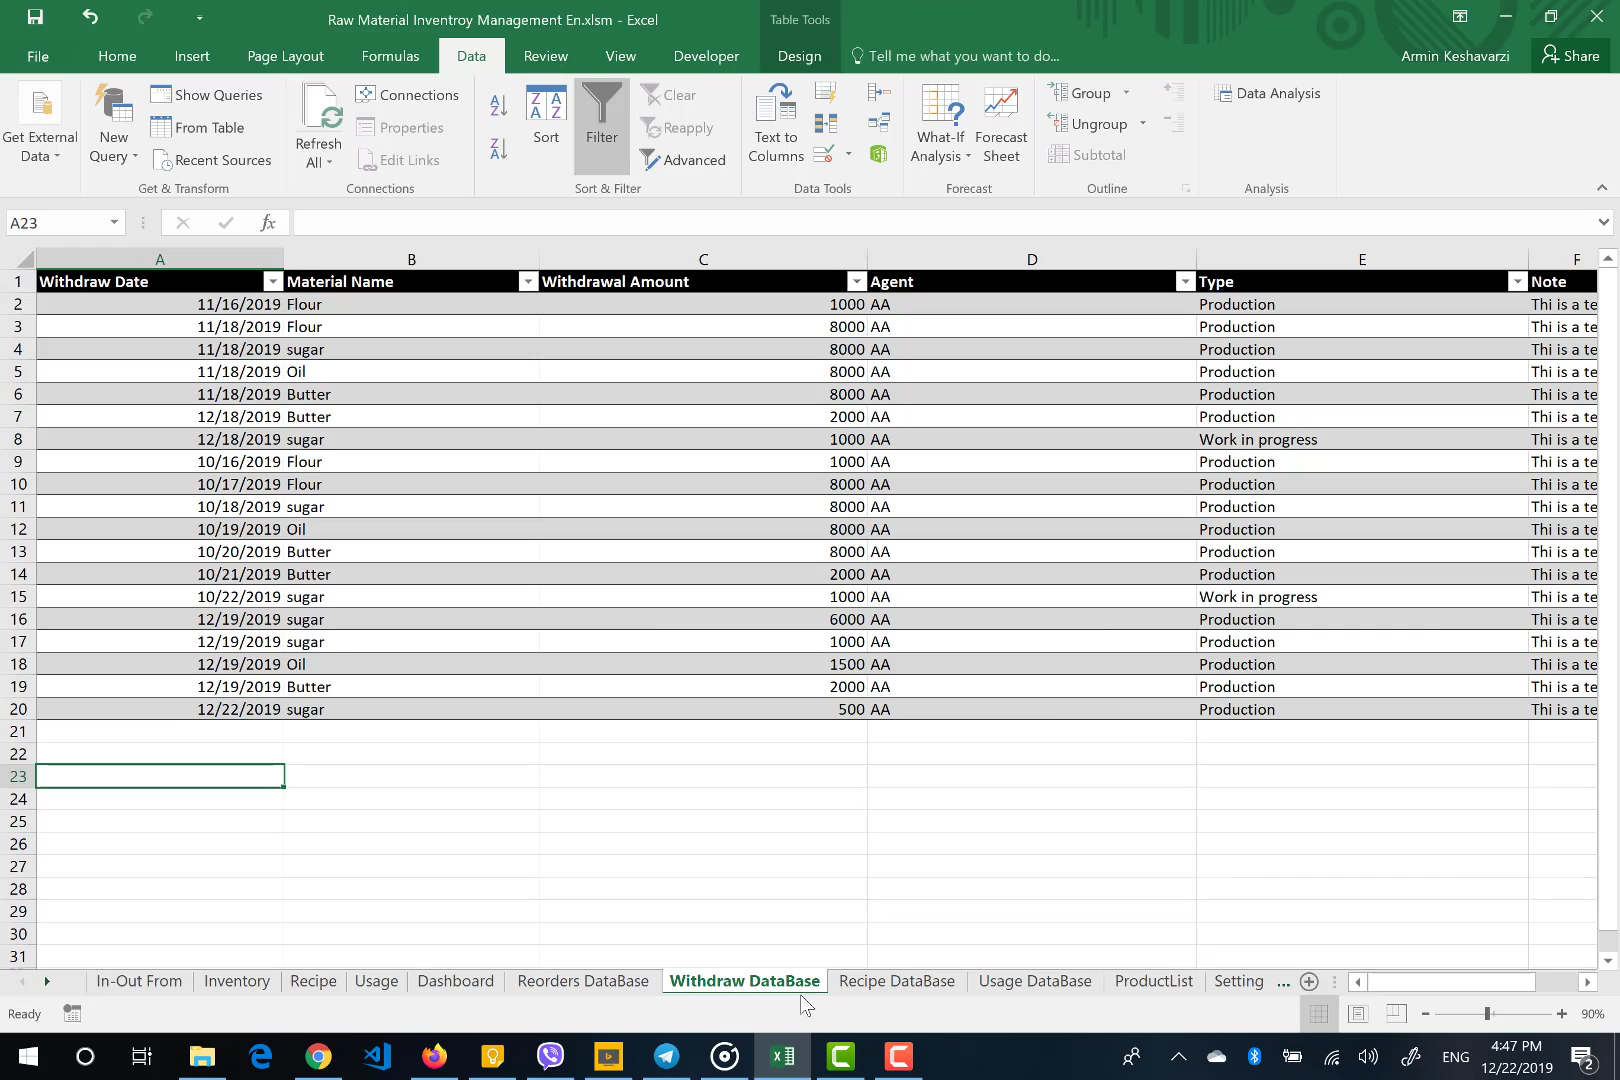 Raw Material Inventroy Management En.xlsm - Excel
Table Tools
File Home Insert Page Layout Formulas Data Review View Developer Design Tell me what you want to do... Armin Keshavarzi Share
Get External Data
New Query
Show Queries
From Table
Recent Sources
Get & Transform
Refresh All
Connections
Properties
Edit Links
Connections
Sort
Filter
Clear
Reapply
Advanced
Sort & Filter
Text to Columns
Data Tools
What-If Analysis
Forecast Sheet
Forecast
Group
Ungroup
Subtotal
Outline
Data Analysis
Analysis
A23 fx
A B C D E F
1 Withdraw Date Material Name Withdrawal Amount Agent Type Note
2 11/16/2019 Flour 1000 AA Production Thi is a te
3 11/18/2019 Flour 8000 AA Production Thi is a te
4 11/18/2019 sugar 8000 AA Production Thi is a te
5 11/18/2019 Oil 8000 AA Production Thi is a te
6 11/18/2019 Butter 8000 AA Production Thi is a te
7 12/18/2019 Butter 2000 AA Production Thi is a te
8 12/18/2019 sugar 1000 AA Work in progress Thi is a te
9 10/16/2019 Flour 1000 AA Production Thi is a te
10 10/17/2019 Flour 8000 AA Production Thi is a te
11 10/18/2019 sugar 8000 AA Production Thi is a te
12 10/19/2019 Oil 8000 AA Production Thi is a te
13 10/20/2019 Butter 8000 AA Production Thi is a te
14 10/21/2019 Butter 2000 AA Production Thi is a te
15 10/22/2019 sugar 1000 AA Work in progress Thi is a te
16 12/19/2019 sugar 6000 AA Production Thi is a te
17 12/19/2019 sugar 1000 AA Production Thi is a te
18 12/19/2019 Oil 1500 AA Production Thi is a te
19 12/19/2019 Butter 2000 AA Production Thi is a te
20 12/22/2019 sugar 500 AA Production Thi is a te
21
22
23
24
25
26
27
28
29
30
31
In-Out From Inventory Recipe Usage Dashboard Reorders DataBase Withdraw DataBase Recipe DataBase Usage DataBase ProductList Setting ...
Ready 90%
ENG 4:47 PM
12/22/2019 2